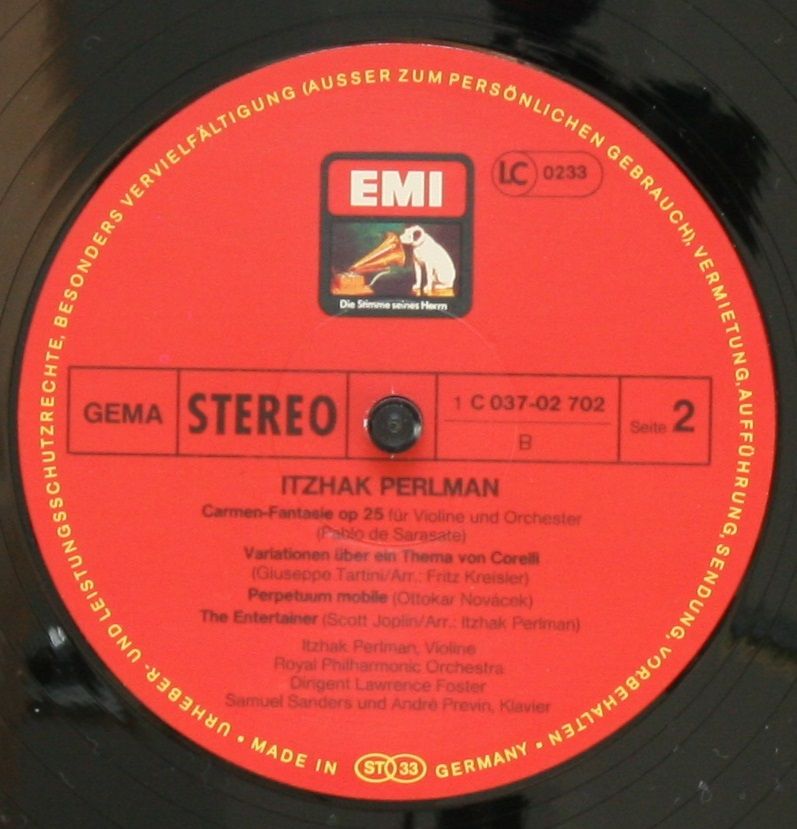 URHEBER- UND LEISTUNGSSCHUTZRECHTE, BESONDERS VERVIELFÄLTIGUNG (AUSSER ZUM PERSÖNLICHEN GEBRAUCH), VERMIETUNG, AUFFÜHRUNG, SENDUNG, VORBEHALTEN •
EMI
LC 0233
Die Stimme seines Herrn
GEMA STEREO 1 C 037-02 702 Seite 2
B
ITZHAK PERLMAN
Carmen-Fantasie op 25 für Violine und Orchester
(Pablo de Sarasate)
Variationen über ein Thema von Corelli
(Giuseppe Tartini/Arr.: Fritz Kreisler)
Perpetuum mobile (Ottokar Nováček)
The Entertainer (Scott Joplin/Arr.: Itzhak Perlman)
Itzhak Perlman, Violine
Royal Philharmonic Orchestra
Dirigent Lawrence Foster
Samuel Sanders und André Previn, Klavier
• MADE IN ST 33 GERMANY